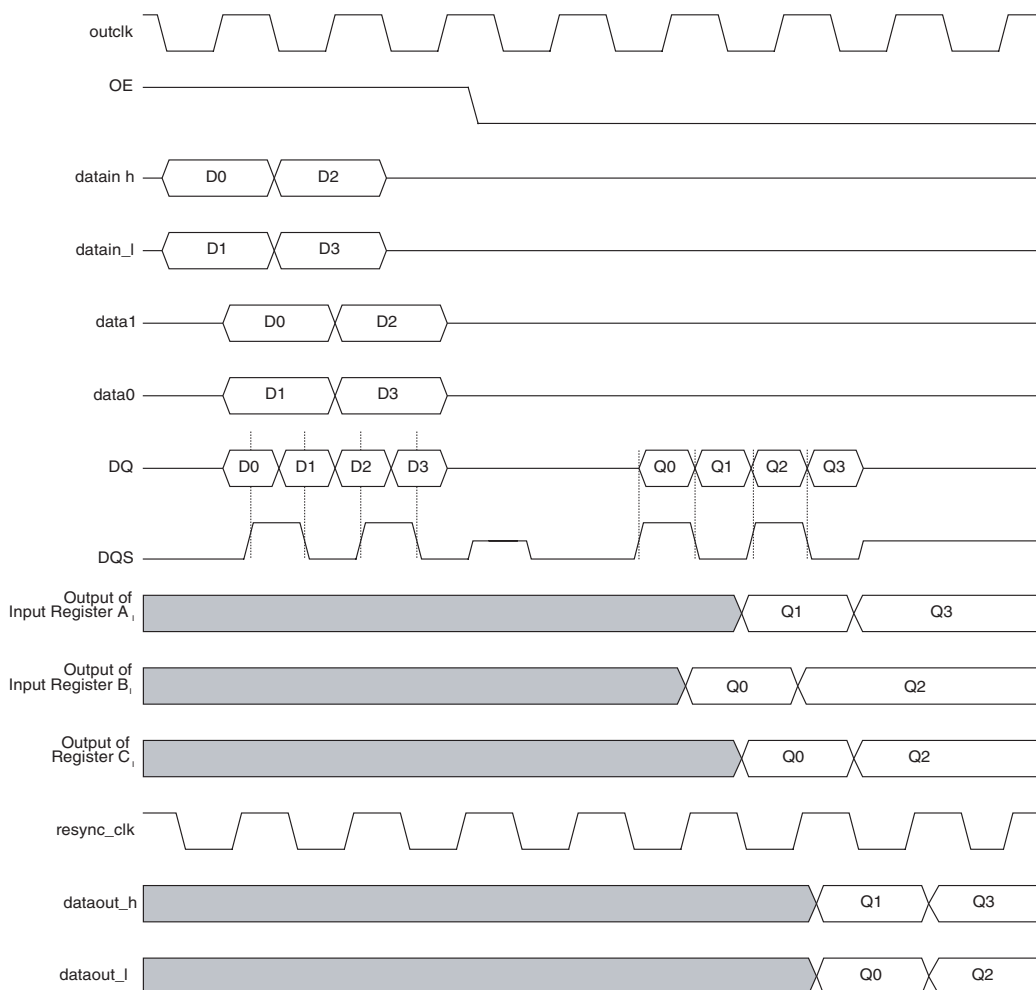 outclk
OE
datain h
D0 D2
datain_l
D1 D3
data1
D0 D2
data0
D1 D3
DQ
D0 D1 D2 D3 Q0 Q1 Q2 Q3
DQS
Output of
Input Register A I
Q1 Q3
Output of
Input Register B I
Q0 Q2
Output of
Register C I
Q0 Q2
resync_clk
dataout_h
Q1 Q3
dataout_l
Q0 Q2